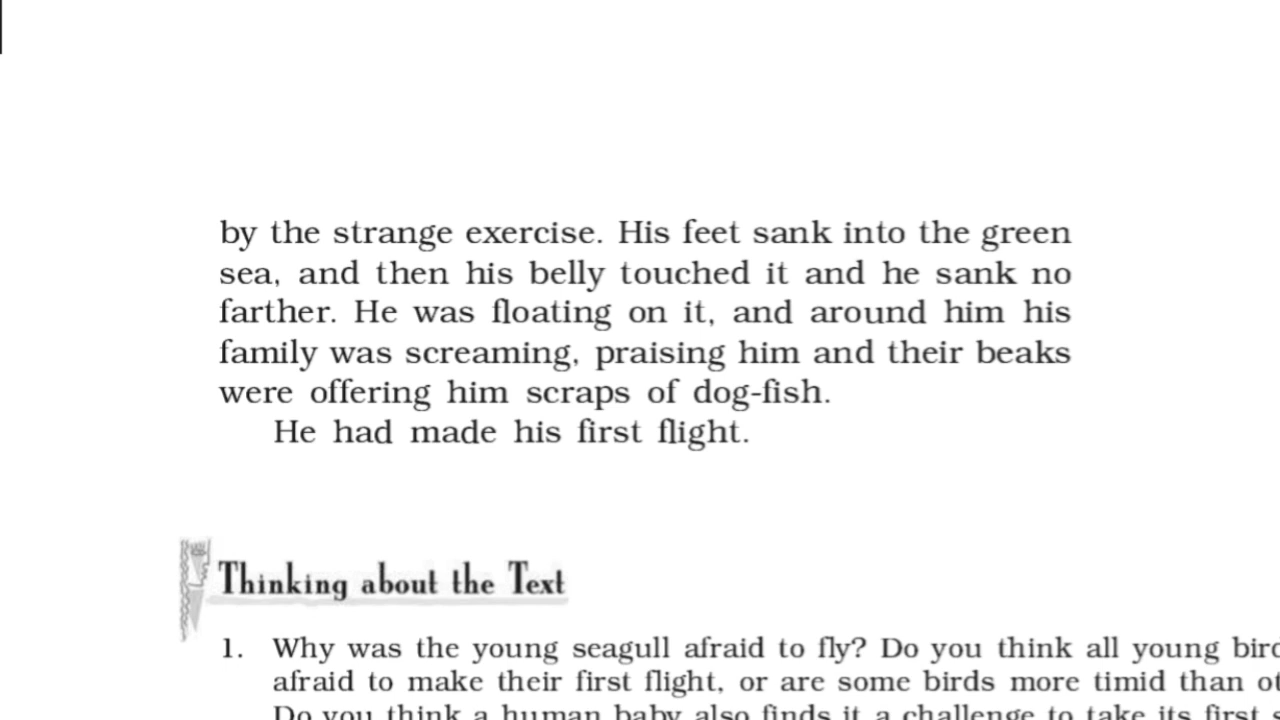 by the strange exercise. His feet sank into the green
sea, and then his belly touched it and he sank no
farther. He was floating on it, and around him his
family was screaming, praising him and their beaks
were offering him scraps of dog-fish.
He had made his first flight.
Thinking about the Text
1. Why was the young seagull afraid to fly? Do you think all young
afraid to make their first flight, or are some birds more timid than
Do you think a human baby also finds it a challenge to take its first